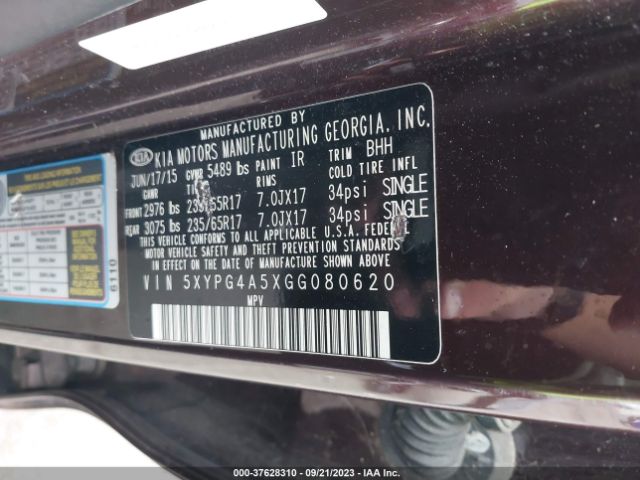 MANUFACTURED BY
KIA KIA MOTORS MANUFACTURING GEORGIA, INC.
JUN/17/15 GVWR 5489 lbs PAINT IR TRIM BHH
GAWR RIMS COLD TIRE INFL
FRONT 2976 lbs 7.0JX17 34psi SINGLE
REAR 3075 lbs 235/65R17 7.0JX17 34psi SINGLE
THIS VEHICLE CONFORMS TO ALL APPLICABLE U.S.A. FEDERAL
MOTOR VEHICLE SAFETY AND THEFT PREVENTION STANDARDS
IN EFFECT ON THE DATE OF MANUFACTURE SHOWN ABOVE.
VIN 5XYPG4A5XGG080620
MPV
6110
000-37628310 - 09/21/2023 - IAA Inc.